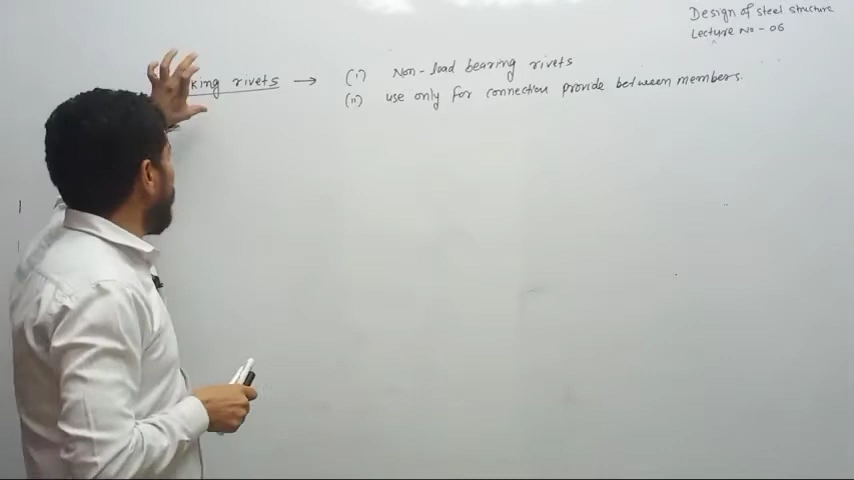 Design of steel structure
Lecture No - 06
king rivets → (i) Non-load bearing rivets
(ii) use only for connection provide between members.